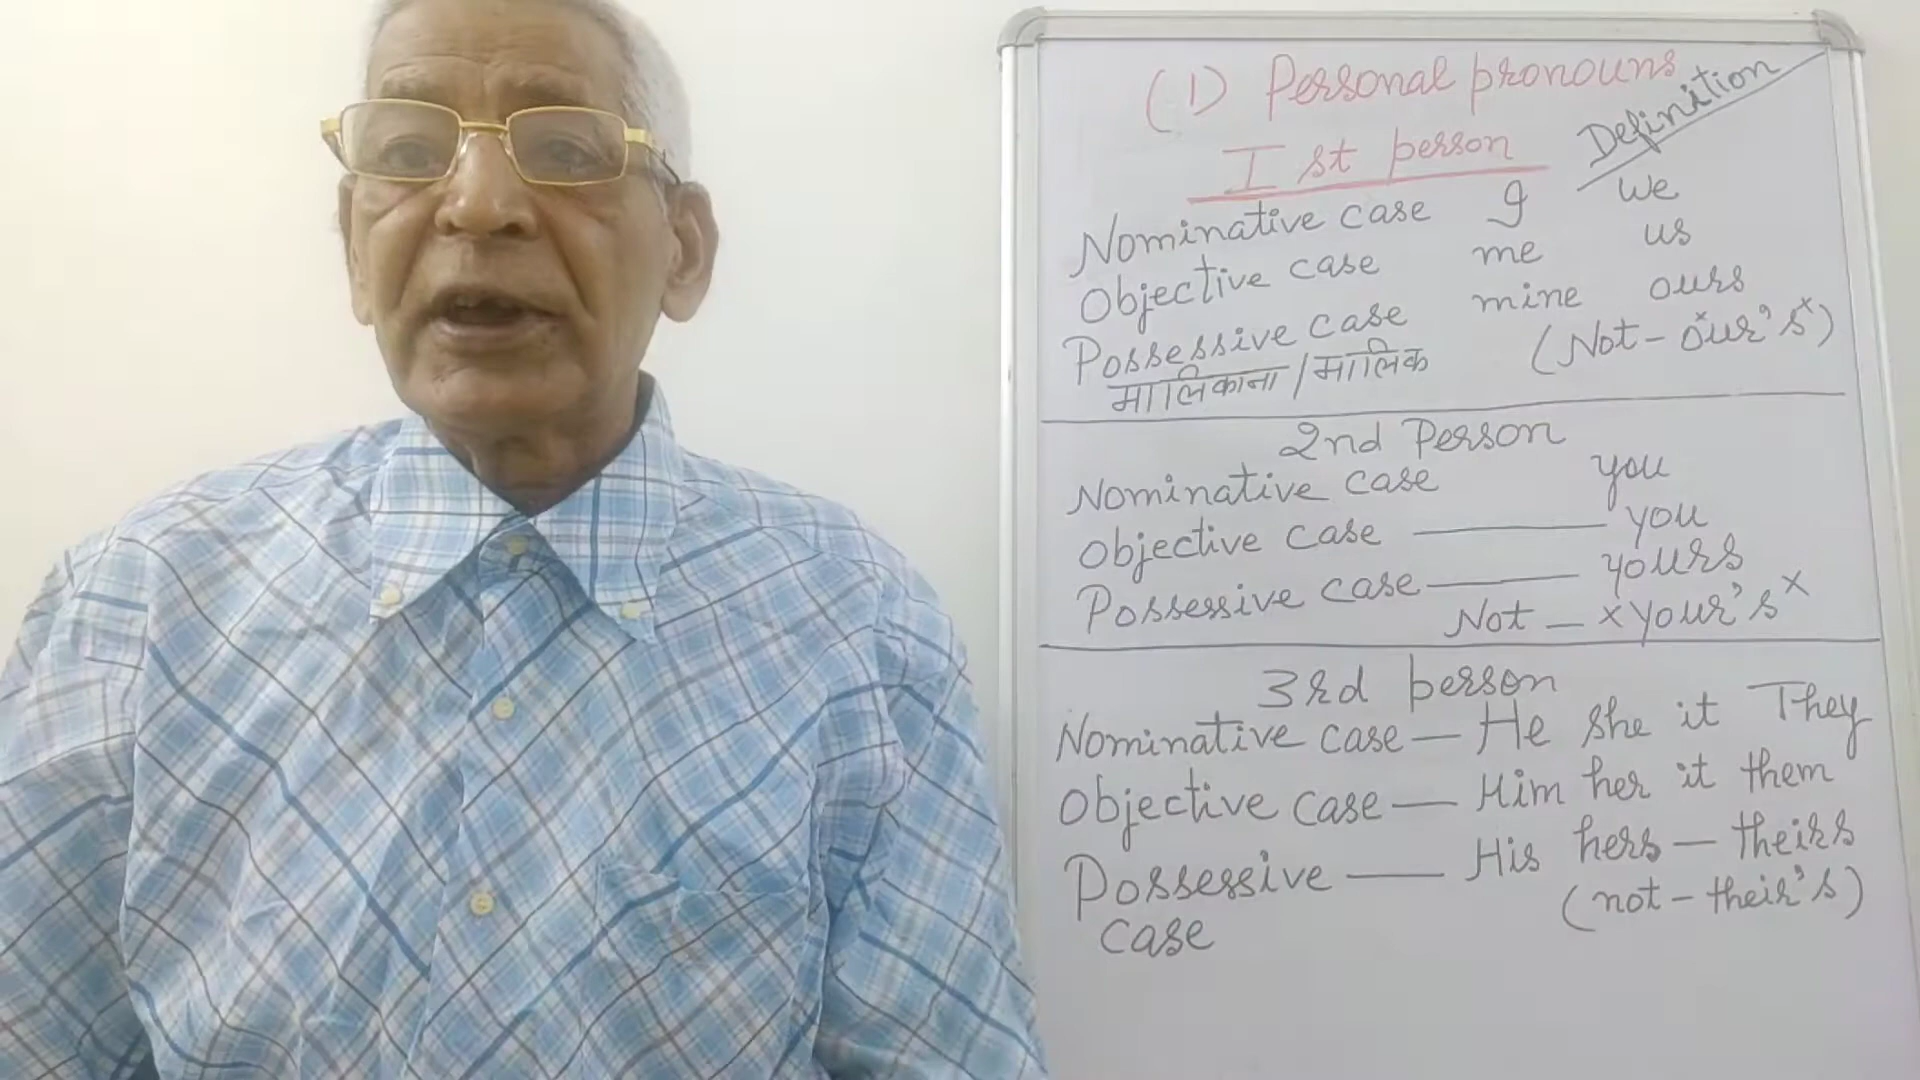 (1) Personal pronouns
Definition
I st person
Nominative case I we
Objective case me us
Possessive case mine ours
मालिकाना / मालिक (Not - our's)
2nd Person
Nominative case you
Objective case — you
Possessive case — yours
Not - x your's x
3rd person
Nominative case - He she it They
Objective case - Him her it them
Possessive — His hers - theirs
case (not - their's)